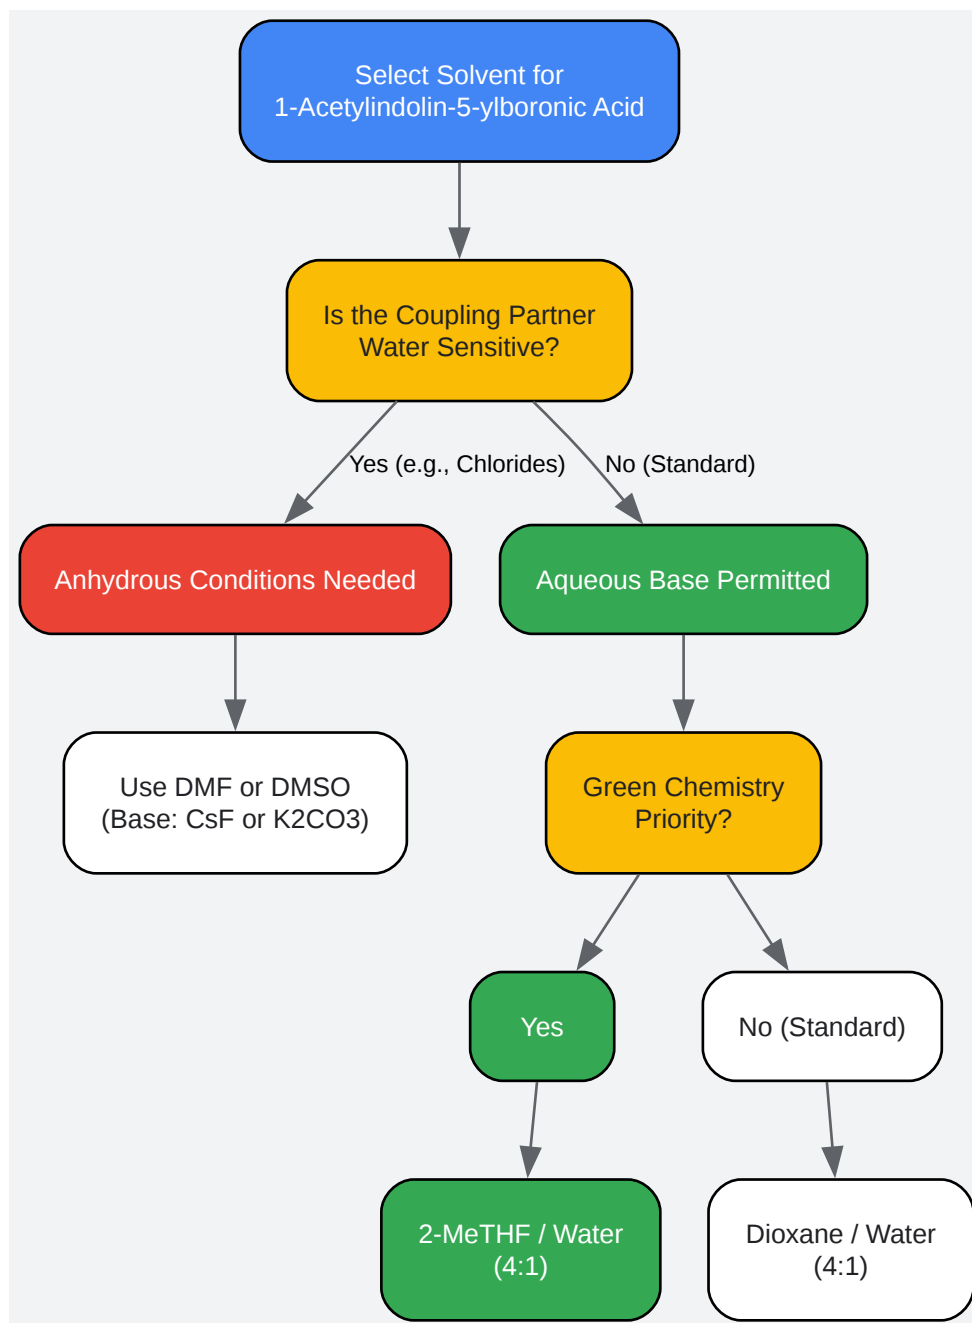 Select Solvent for
1-Acetylindolin-5-ylboronic Acid
Is the Coupling Partner
Water Sensitive?
Yes (e.g., Chlorides)
No (Standard)
Anhydrous Conditions Needed
Aqueous Base Permitted
Use DMF or DMSO
(Base: CsF or K2CO3)
Green Chemistry
Priority?
Yes
No (Standard)
2-MeTHF / Water
(4:1)
Dioxane / Water
(4:1)